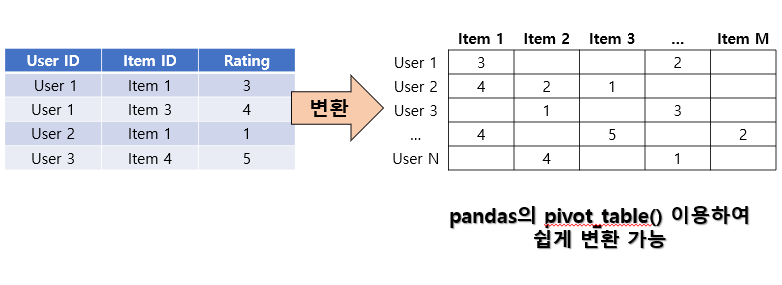 User ID Item ID Rating
User 1 Item 1 3
User 1 Item 3 4
User 2 Item 1 1
User 3 Item 4 5
변환
Item 1 Item 2 Item 3 ... Item M
User 1 3 2
User 2 4 2 1
User 3 1 3
... 4 5 2
User N 4 1
pandas의 pivot_table() 이용하여
쉽게 변환 가능